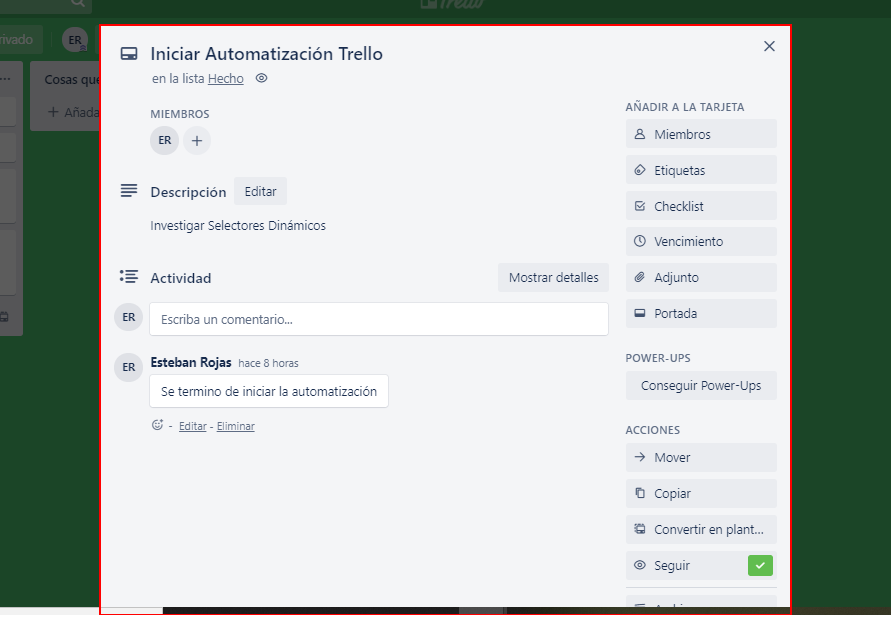 Trello
ER
Cosas que
+ Añada
Iniciar Automatización Trello
en la lista Hecho
MIEMBROS
ER
Descripción Editar
Investigar Selectores Dinámicos
Actividad Mostrar detalles
ER Escriba un comentario...
ER Esteban Rojas hace 8 horas
Se termino de iniciar la automatización
- Editar - Eliminar
AÑADIR A LA TARJETA
Miembros
Etiquetas
Checklist
Vencimiento
Adjunto
Portada
POWER-UPS
Conseguir Power-Ups
ACCIONES
Mover
Copiar
Convertir en plant...
Seguir